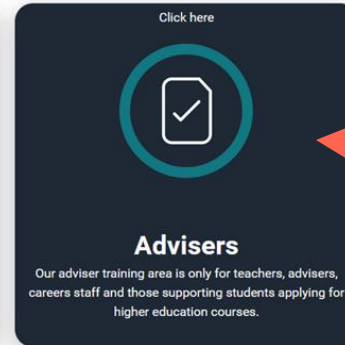 Click here
Advisers
Our adviser training area is only for teachers, advisers,
careers staff and those supporting students applying for
higher education courses.